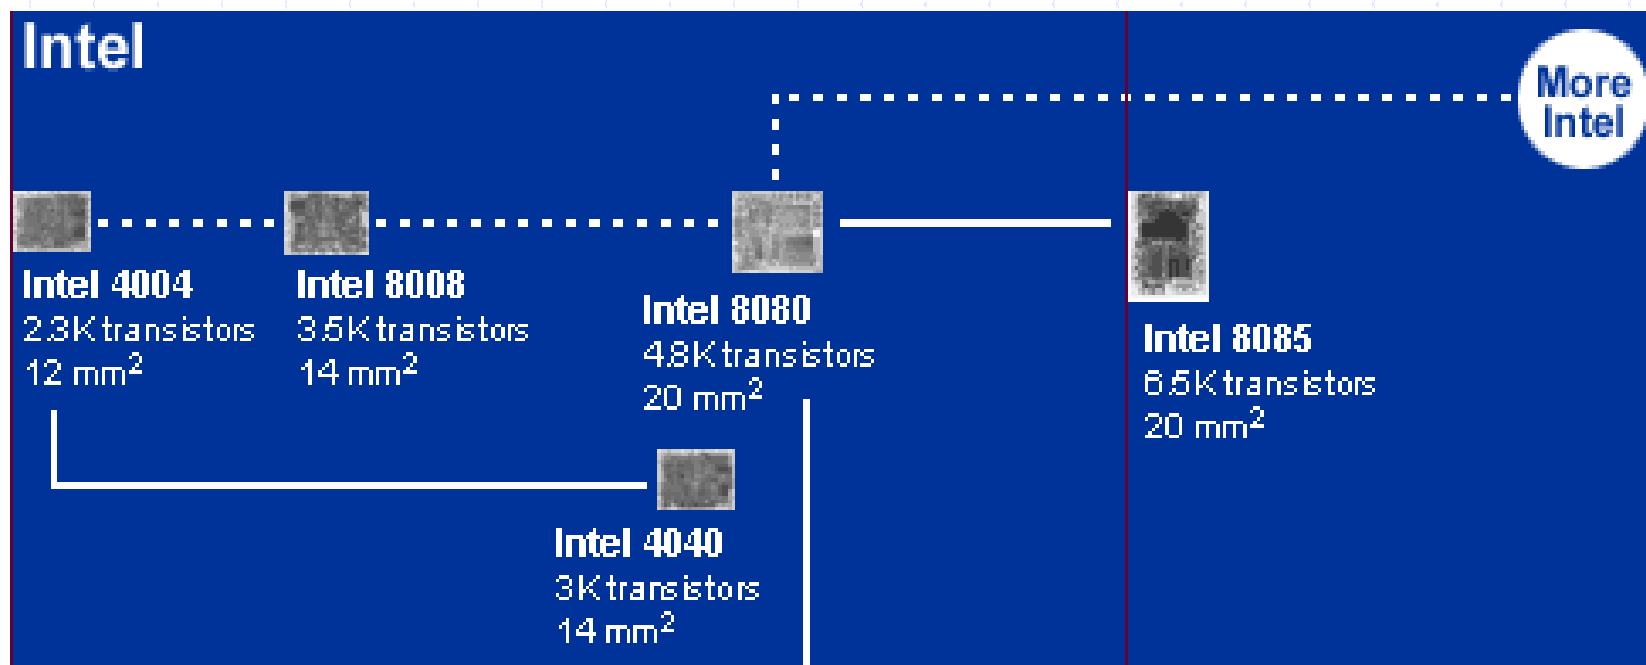 Intel
More
Intel
Intel 4004
2.3K transistors
12 mm²
Intel 8008
3.5K transistors
14 mm²
Intel 8080
4.8K transistors
20 mm²
Intel 8085
6.5K transistors
20 mm²
Intel 4040
3K transistors
14 mm²